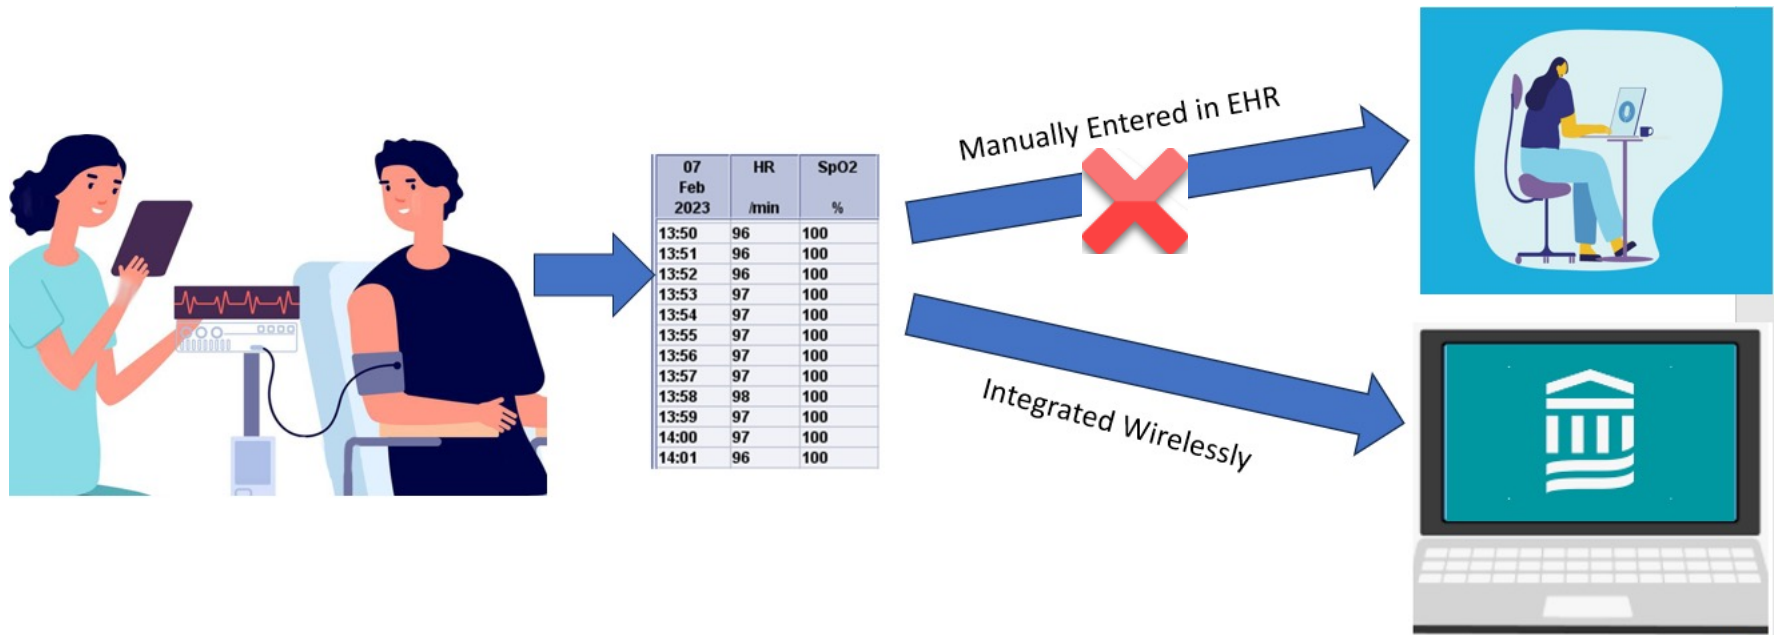 Manually Entered in EHR
07 Feb 2023 HR /min SpO2 %
13:50 96 100
13:51 96 100
13:52 96 100
13:53 97 100
13:54 97 100
13:55 97 100
13:56 97 100
13:57 97 100
13:58 98 100
13:59 97 100
14:00 97 100
14:01 96 100
Integrated Wirelessly